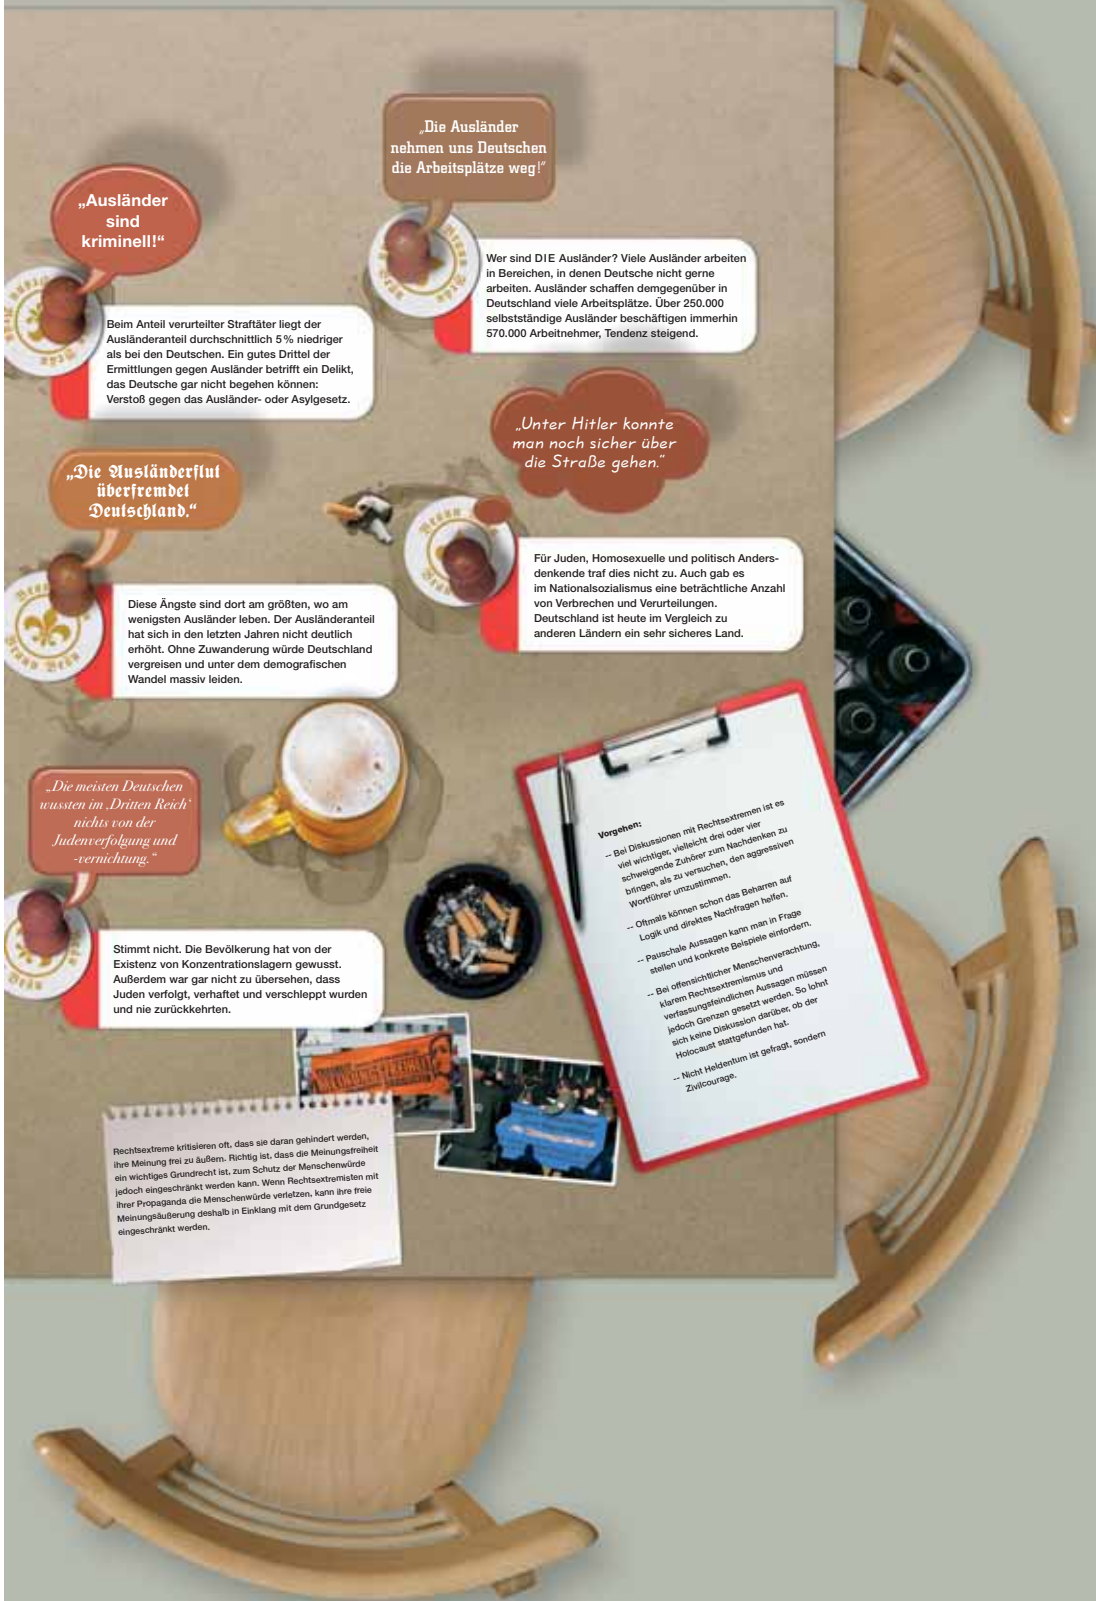 „Die Ausländer
nehmen uns Deutschen
die Arbeitsplätze weg!“
„Ausländer
sind
kriminell!“
Wer sind DIE Ausländer? Viele Ausländer arbeiten
in Bereichen, in denen Deutsche nicht gerne
arbeiten. Ausländer schaffen demgegenüber in
Deutschland viele Arbeitsplätze. Über 250.000
selbstständige Ausländer beschäftigen immerhin
570.000 Arbeitnehmer, Tendenz steigend.
Beim Anteil verurteilter Straftäter liegt der
Ausländeranteil durchschnittlich 5 % niedriger
als bei den Deutschen. Ein gutes Drittel der
Ermittlungen gegen Ausländer betrifft ein Delikt,
das Deutsche gar nicht begehen können:
Verstoß gegen das Ausländer- oder Asylgesetz.
„Unter Hitler konnte
man noch sicher über
die Straße gehen.“
„Die Ausländerflut
überfremdet
Deutschland.“
Für Juden, Homosexuelle und politisch Anders-
denkende traf dies nicht zu. Auch gab es
im Nationalsozialismus eine beträchtliche Anzahl
von Verbrechen und Verurteilungen.
Deutschland ist heute im Vergleich zu
anderen Ländern ein sehr sicheres Land.
Diese Ängste sind dort am größten, wo am
wenigsten Ausländer leben. Der Ausländeranteil
hat sich in den letzten Jahren nicht deutlich
erhöht. Ohne Zuwanderung würde Deutschland
vergreisen und unter dem demografischen
Wandel massiv leiden.
Braun Bräu
„Die meisten Deutschen
wussten im ‚Dritten Reich‘
nichts von der
Judenverfolgung und
-vernichtung.“
Stimmt nicht. Die Bevölkerung hat von der
Existenz von Konzentrationslagern gewusst.
Außerdem war gar nicht zu übersehen, dass
Juden verfolgt, verhaftet und verschleppt wurden
und nie zurückkehrten.
Vorgehen:
-- Bei Diskussionen mit Rechtsextremen ist es
viel wichtiger, vielleicht drei oder vier
schweigende Zuhörer zum Nachdenken zu
bringen, als zu versuchen, den aggressiven
Wortführer umzustimmen.
-- Oftmals können schon das Beharren auf
Logik und direktes Nachfragen helfen.
-- Pauschale Aussagen kann man in Frage
stellen und konkrete Beispiele einfordern.
-- Bei offensichtlicher Menschenverachtung,
klarem Rechtsextremismus und
verfassungsfeindlichen Aussagen müssen
jedoch Grenzen gesetzt werden. So lohnt
sich keine Diskussion darüber, ob der
Holocaust stattgefunden hat.
-- Nicht Heldentum ist gefragt, sondern
Zivilcourage.
Rechtsextreme kritisieren oft, dass sie daran gehindert werden,
ihre Meinung frei zu äußern. Richtig ist, dass die Meinungsfreiheit
ein wichtiges Grundrecht ist, zum Schutz der Menschenwürde
jedoch eingeschränkt werden kann. Wenn Rechtsextremisten mit
ihrer Propaganda die Menschenwürde verletzen, kann ihre freie
Meinungsäußerung deshalb in Einklang mit dem Grundgesetz
eingeschränkt werden.